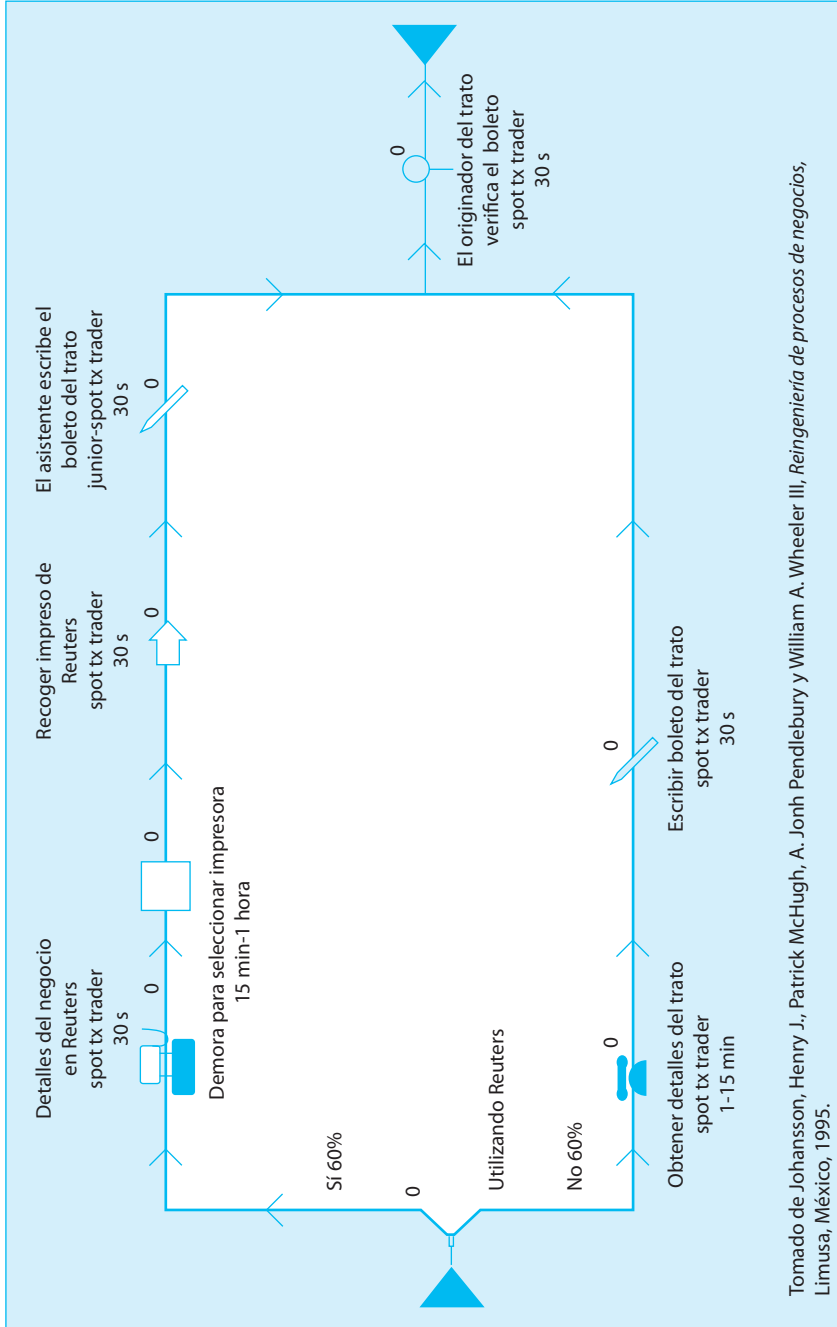 Detalles del negocio
en Reuters
spot tx trader
30 s
0
Demora para seleccionar impresora
15 min-1 hora
0
Recoger impreso de
Reuters
spot tx trader
30 s
0
El asistente escribe el
boleto del trato
junior-spot tx trader
30 s
0
Sí 60%
0
Utilizando Reuters
No 60%
0
Obtener detalles del trato
spot tx trader
1-15 min
0
Escribir boleto del trato
spot tx trader
30 s
0
El originador del trato
verifica el boleto
spot tx trader
30 s
Tomado de Johansson, Henry J., Patrick McHugh, A. Jonh Pendlebury y William A. Wheeler III, Reingeniería de procesos de negocios,
Limusa, México, 1995.